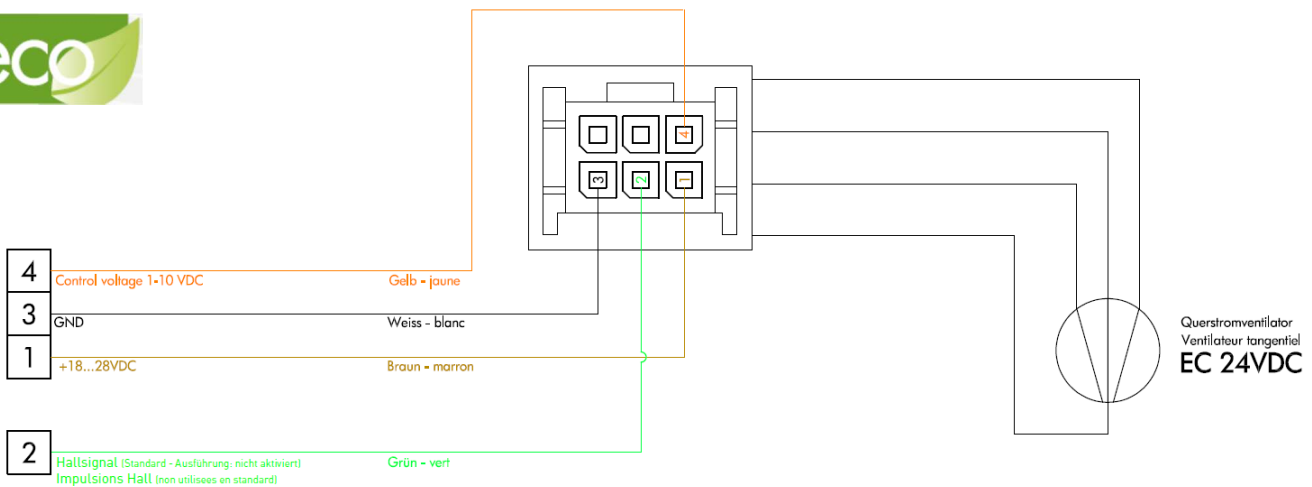 eco
4
3
2
1
4
Control voltage 1-10 VDC
Gelb - jaune
3
GND
Weiss - blanc
1
+18...28VDC
Braun - marron
2
Hallsignal (Standard - Ausführung: nicht aktiviert)
Grün - vert
Impulsions Hall (non utilisees en standard)
Querstromventilator
Ventilateur tangentiel
EC 24VDC